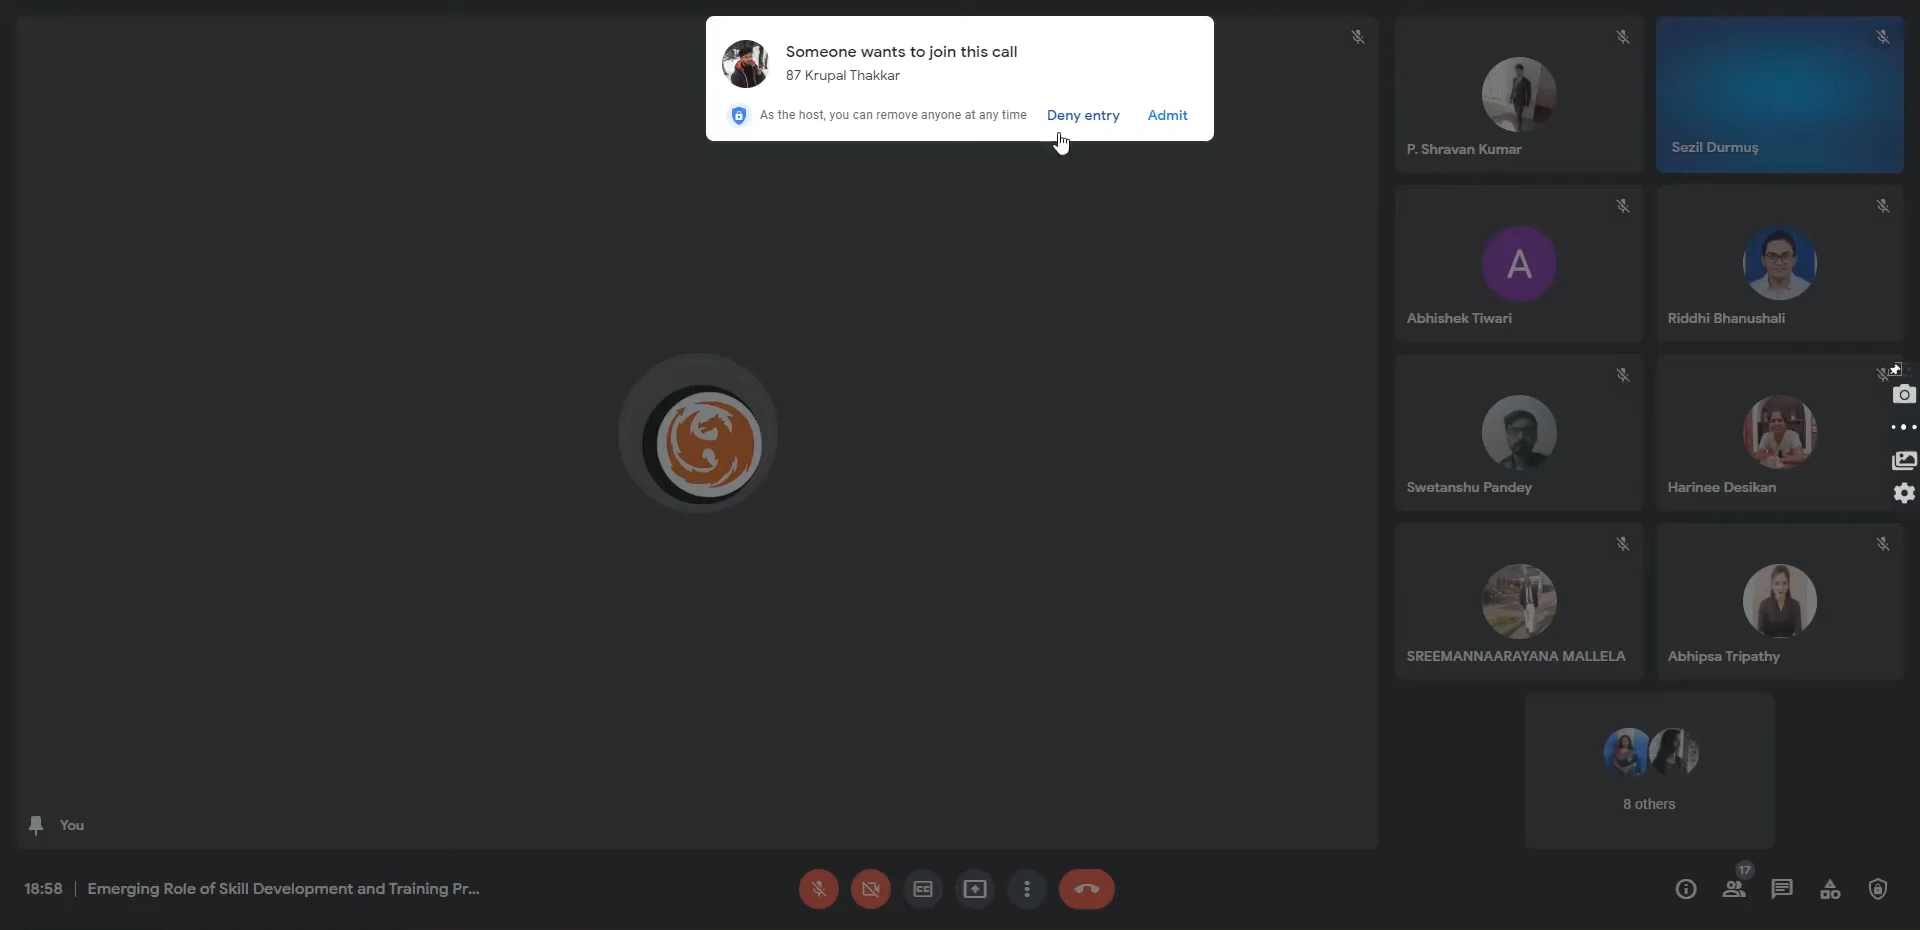 Someone wants to join this call
87 Krupal Thakkar
As the host, you can remove anyone at any time
Deny entry
Admit
P. Shravan Kumar
Sezil Durmuş
A
Abhishek Tiwari
Riddhi Bhanushali
Swetanshu Pandey
Harinee Desikan
SREEMANNAARAYANA MALLELA
Abhipsa Tripathy
8 others
You
18:58 | Emerging Role of Skill Development and Training Pr...
CC
17